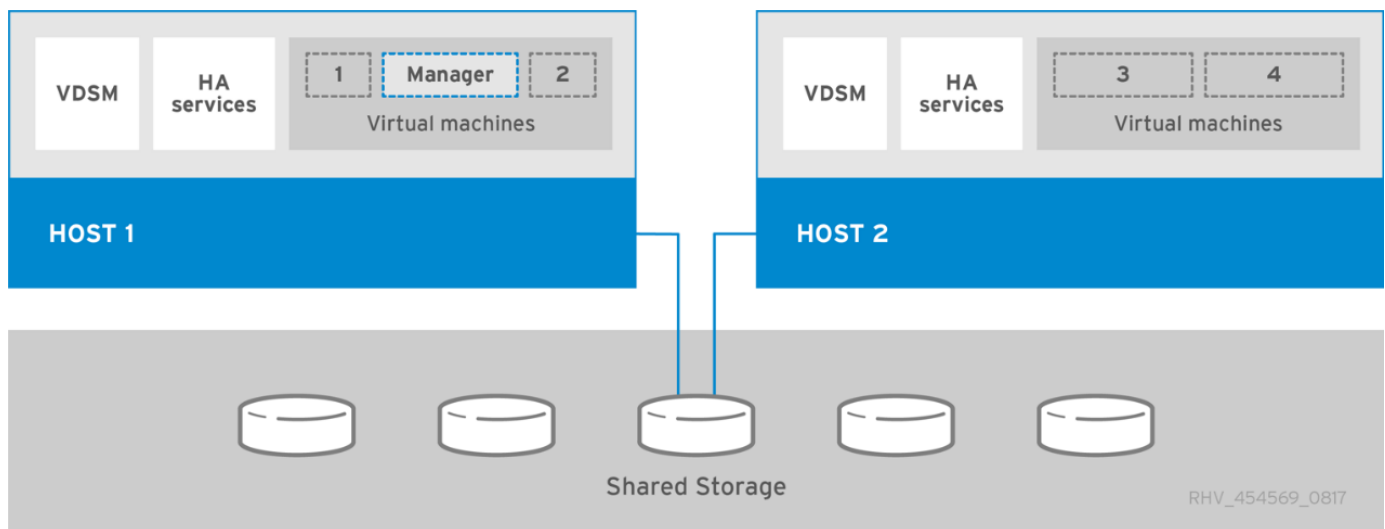 VDSM
HA
services
1
Manager
2
Virtual machines
HOST 1
VDSM
HA
services
3
4
Virtual machines
HOST 2
Shared Storage
RHV_454569_0817